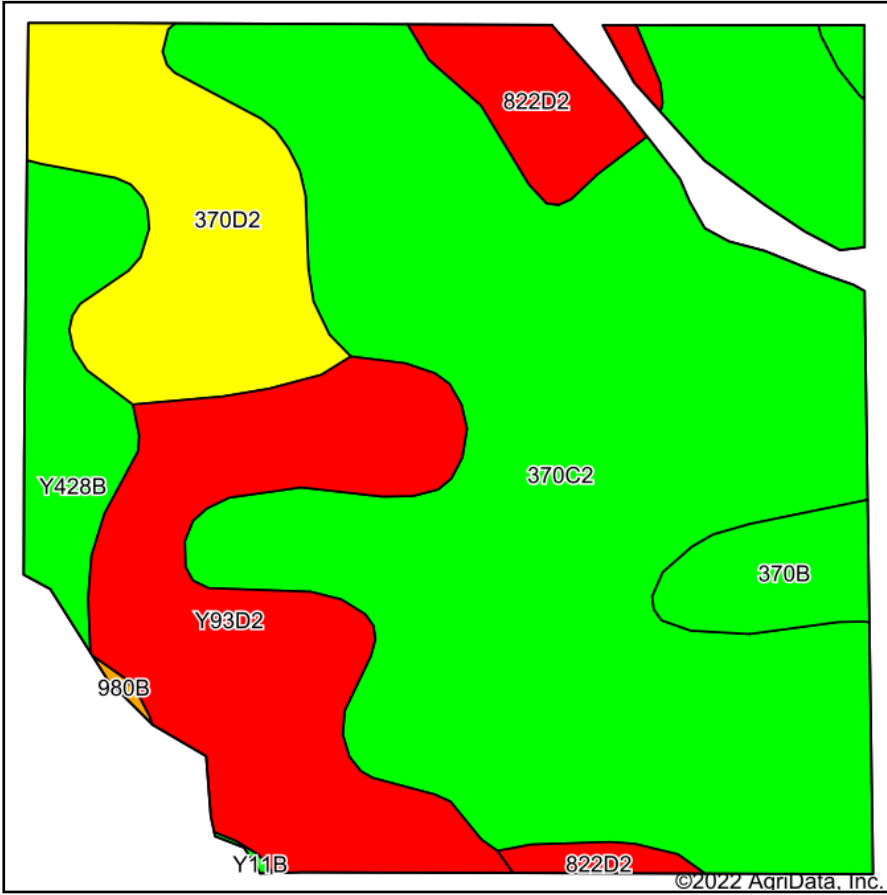 822D2
370D2
370C2
Y428B
370B
Y93D2
980B
Y11B
822D2
©2022 AgriData, Inc.